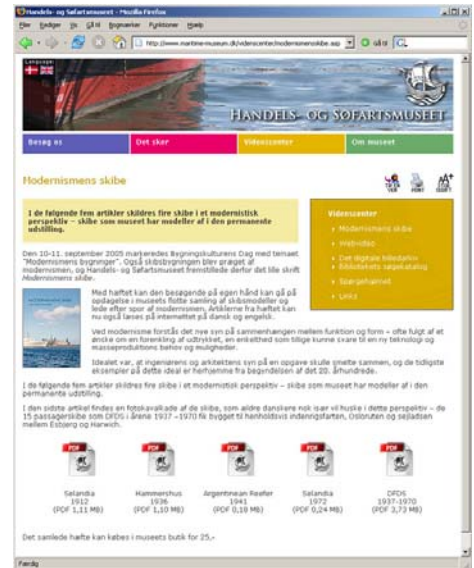 Handels- og Søfartsmuseet - Mozilla Firefox
Filer Rediger Vis Gå til Bogmærker Funktioner Hjælp
http://www.maritime-museum.dk/videnscenter/modernismensskibe.asp
Gå til
Language:
HANDELS- OG SØFARTSMUSEET
Besøg os
Det sker
Videnscenter
Om museet
Modernismens skibe
I de følgende fem artikler skildres fire skibe i et modernistisk
perspektiv – skibe som museet har modeller af i den permanente
udstilling.
Videnscenter
Modernismens skibe
Webvideo
Det digitale billedarkiv
Bibliotekets søgekatalog
Spørgehjørnet
Links
Den 10-11. september 2005 markeredes Bygningskulturens Dag med temaet
"Modernismens bygninger". Også skibsbygningen blev præget af
modernismen, og Handels- og Søfartsmuseet fremstillede derfor det lille skrift
Modernismens skibe.
Med hæftet kan den besøgende på egen hånd kan gå på
opdagelse i museets flotte samling af skibsmodeller og
lede efter spor af modernismen. Artiklerne fra hæftet kan
nu også læses på internettet på dansk og engelsk.
Ved modernisme forstås det nye syn på sammenhængen mellem funktion og form – ofte fulgt af et
ønske om en forenkling af udtrykket, en enkelthed som tillige kunne svare til en ny teknologi og
masseproduktions behov og muligheder.
Idealet var, at ingeniørens og arkitektens syn på en opgave skulle smelte sammen, og de tidligste
eksempler på dette ideal er herhjemme fra begyndelsen af det 20. århundrede.
I de følgende fem artikler skildres fire skibe i et modernistisk perspektiv – skibe som museet har modeller af i den
permanente udstilling.
I den sidste artikel findes en fotokavalkade af de skibe, som ældre danskere nok især vil huske i dette perspektiv – de
15 passagerskibe som DFDS i årene 1937 –1970 fik bygget til henholdsvis indenrigsfarten, Osloruten og sejladsen
mellem Esbjerg og Harwich.
PDF PDF PDF PDF PDF
Selandia Hammershus Argentinean Reefer Selandia DFDS
1912 1936 1941 1972 1937-1970
(PDF 1,11 MB) (PDF 1,10 MB) (PDF 0,18 MB) (PDF 0,24 MB) (PDF 3,73 MB)
Det samlede hæfte kan købes i museets butik for 25,-
Færdig